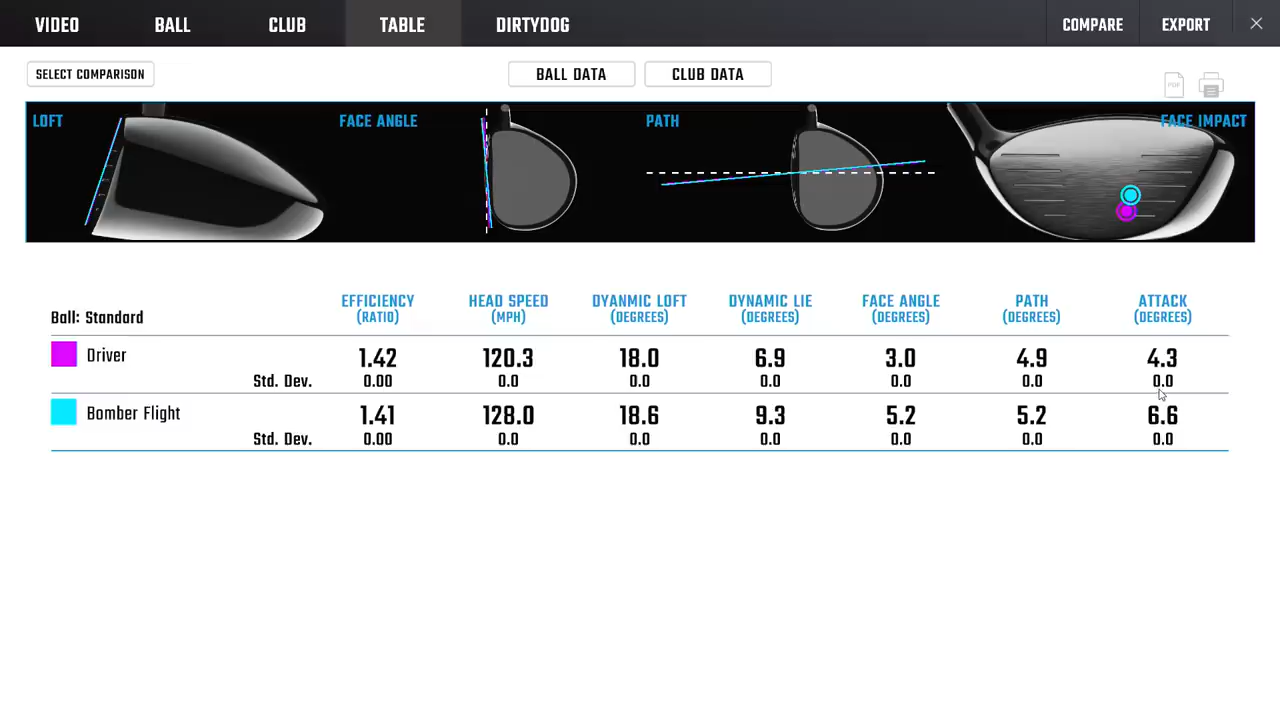 VIDEO BALL CLUB TABLE DIRTYDOG COMPARE EXPORT
SELECT COMPARISON BALL DATA CLUB DATA
PDF
LOFT FACE ANGLE PATH FACE IMPACT
EFFICIENCY HEAD SPEED DYANMIC LOFT DYNAMIC LIE FACE ANGLE PATH ATTACK
Ball: Standard (RATIO) (MPH) (DEGREES) (DEGREES) (DEGREES) (DEGREES) (DEGREES)
Driver 1.42 120.3 18.0 6.9 3.0 4.9 4.3
Std. Dev. 0.00 0.0 0.0 0.0 0.0 0.0 0.0
Bomber Flight 1.41 128.0 18.6 9.3 5.2 5.2 6.6
Std. Dev. 0.00 0.0 0.0 0.0 0.0 0.0 0.0